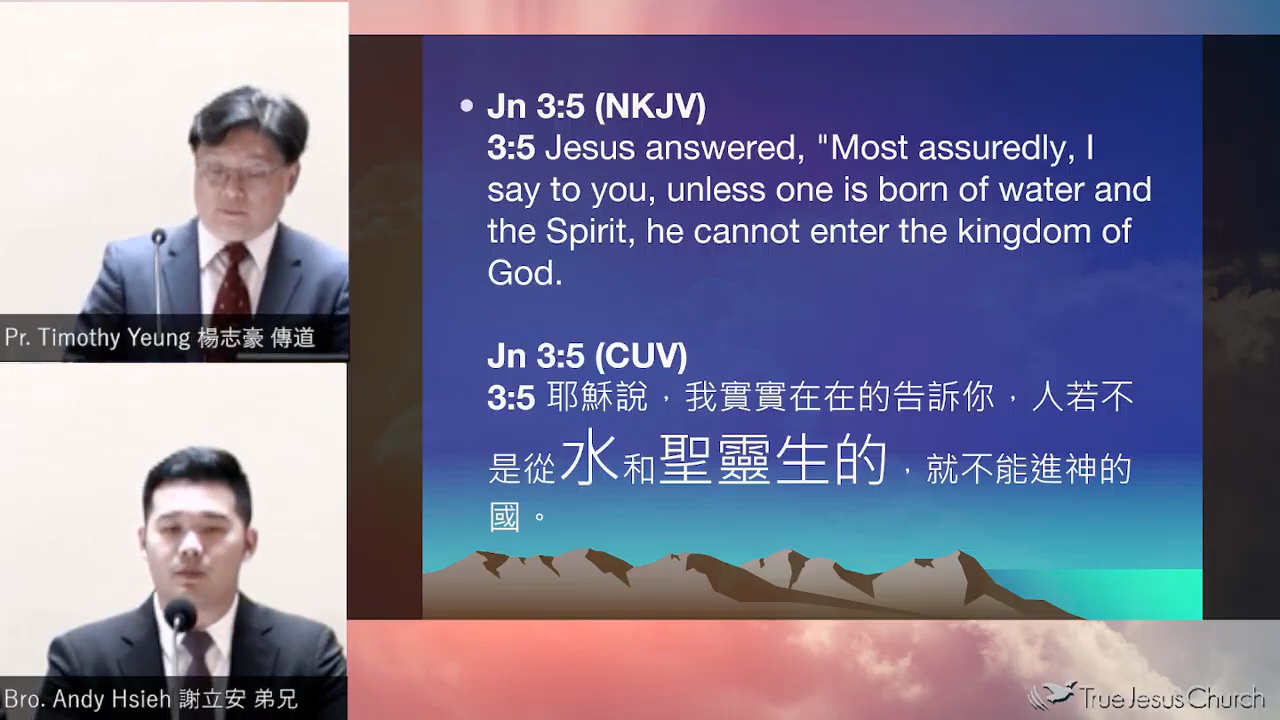 Jn 3:5 (NKJV)
3:5 Jesus answered, "Most assuredly, I
say to you, unless one is born of water and
the Spirit, he cannot enter the kingdom of
God.
Jn 3:5 (CUV)
3:5 耶穌說，我實實在在的告訴你，人若不
是從水和聖靈生的，就不能進神的
國。
Pr. Timothy Yeung 楊志豪 傳道
Bro. Andy Hsieh 謝立安 弟兄
True Jesus Church